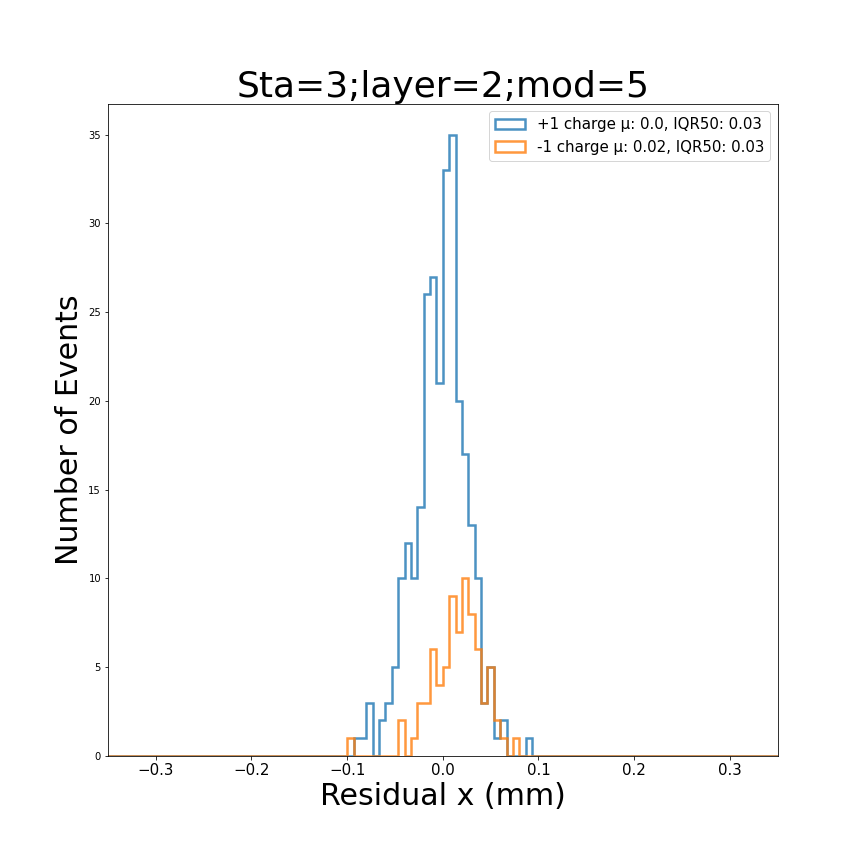 Sta=3;layer=2;mod=5
+1 charge μ: 0.0, IQR50: 0.03
-1 charge μ: 0.02, IQR50: 0.03
Number of Events
35
30
25
20
15
10
5
0
−0.3 −0.2 −0.1 0.0 0.1 0.2 0.3
Residual x (mm)